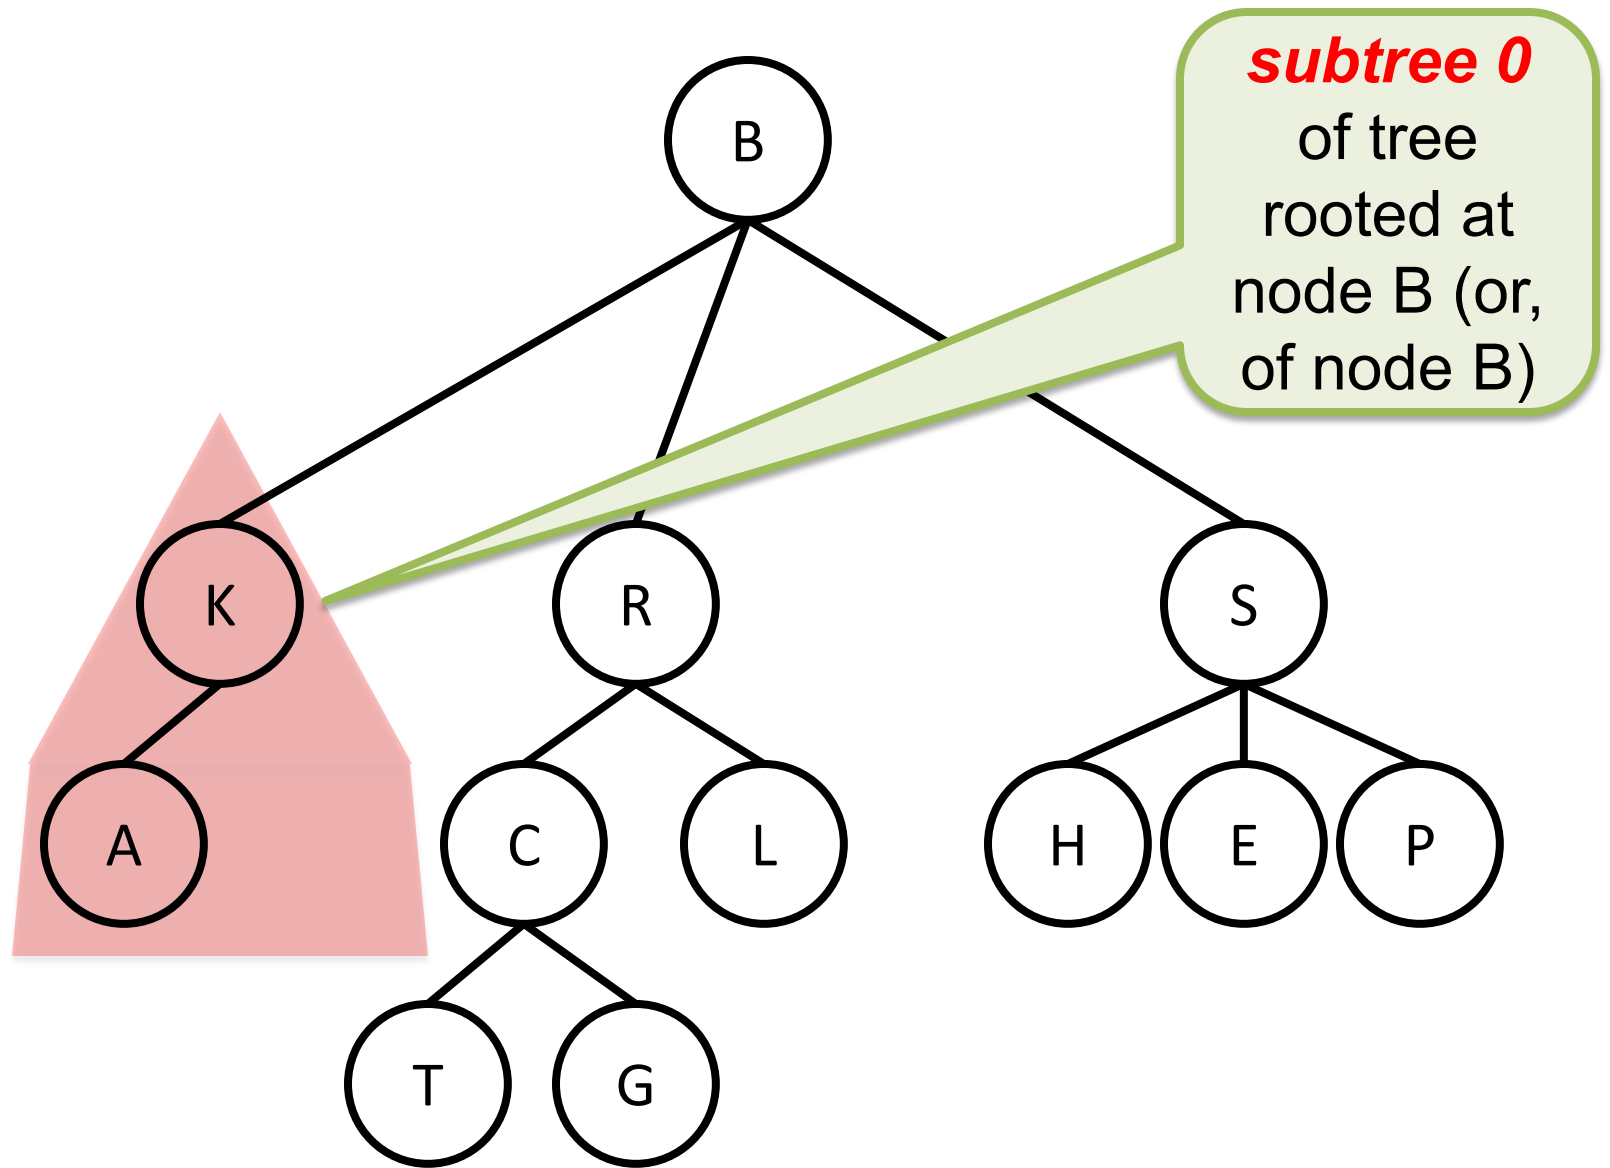 subtree 0
of tree
rooted at
node B (or,
of node B)
B
K
R
S
A
C
L
H
E
P
T
G